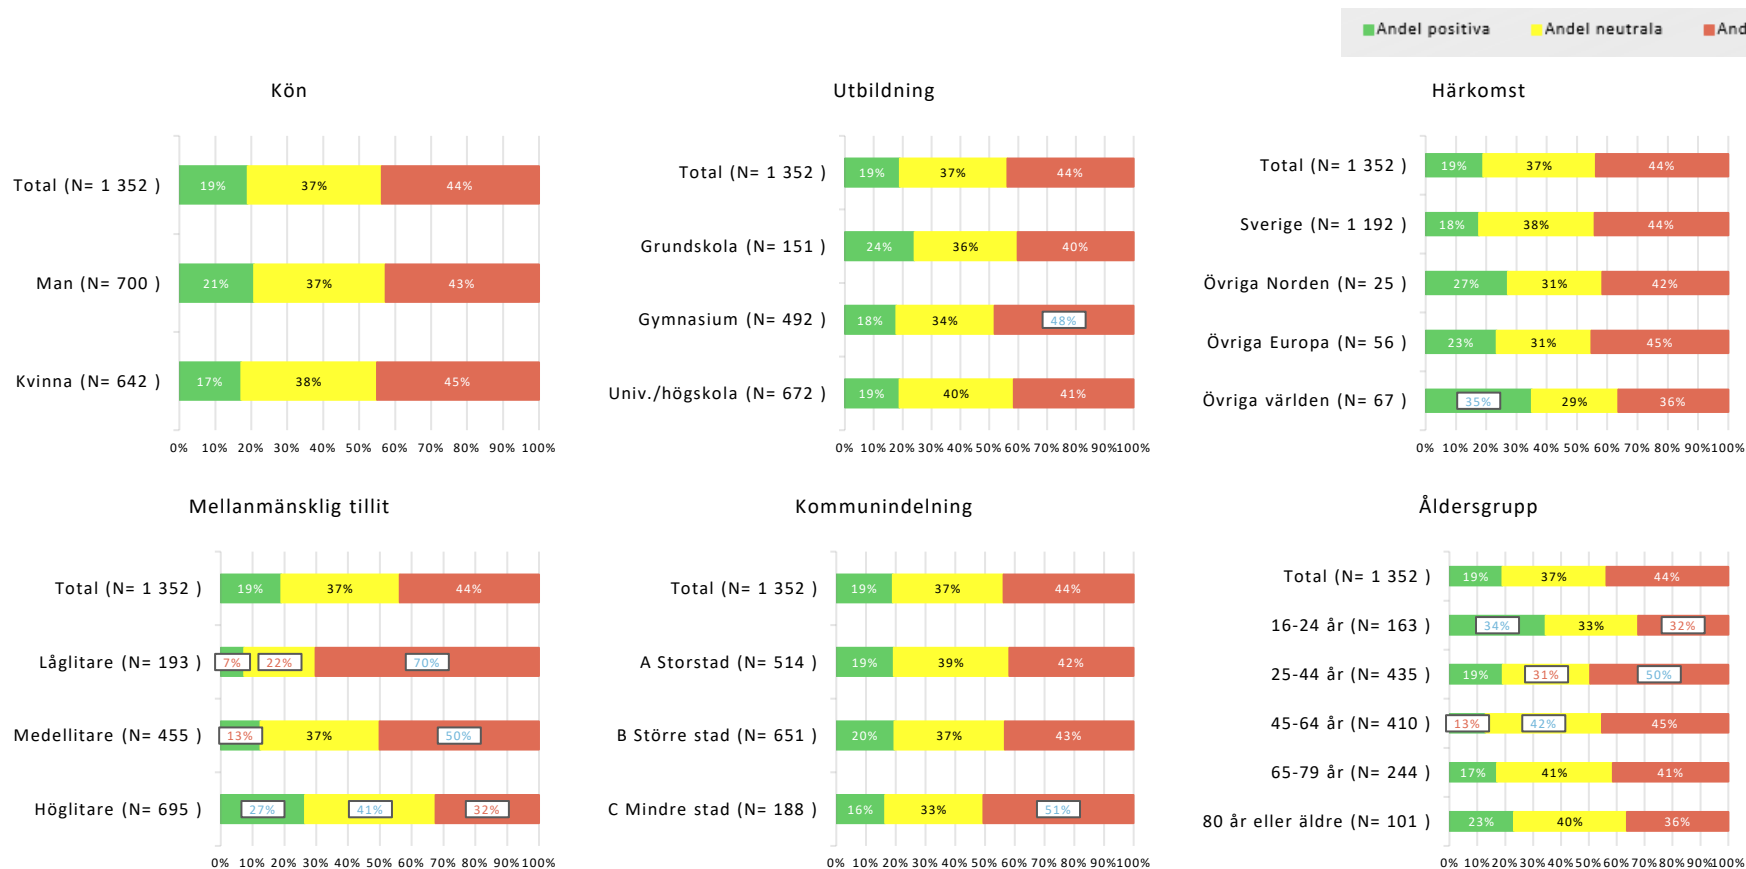 Andel positiva Andel neutrala And
Kön
Total (N= 1 352 ) 19% 37% 44%
Man (N= 700 ) 21% 37% 43%
Kvinna (N= 642 ) 17% 38% 45%
0% 10% 20% 30% 40% 50% 60% 70% 80% 90% 100%
Utbildning
Total (N= 1 352 ) 19% 37% 44%
Grundskola (N= 151 ) 24% 36% 40%
Gymnasium (N= 492 ) 18% 34% 48%
Univ./högskola (N= 672 ) 19% 40% 41%
0% 10% 20% 30% 40% 50% 60% 70% 80% 90%100%
Härkomst
Total (N= 1 352 ) 19% 37% 44%
Sverige (N= 1 192 ) 18% 38% 44%
Övriga Norden (N= 25 ) 27% 31% 42%
Övriga Europa (N= 56 ) 23% 31% 45%
Övriga världen (N= 67 ) 35% 29% 36%
0% 10% 20% 30% 40% 50% 60% 70% 80% 90%100%
Mellanmänsklig tillit
Total (N= 1 352 ) 19% 37% 44%
Låglitare (N= 193 ) 7% 22% 70%
Medellitare (N= 455 ) 13% 37% 50%
Höglitare (N= 695 ) 27% 41% 32%
0% 10% 20% 30% 40% 50% 60% 70% 80% 90% 100%
Kommunindelning
Total (N= 1 352 ) 19% 37% 44%
A Storstad (N= 514 ) 19% 39% 42%
B Större stad (N= 651 ) 20% 37% 43%
C Mindre stad (N= 188 ) 16% 33% 51%
0% 10% 20% 30% 40% 50% 60% 70% 80% 90% 100%
Åldersgrupp
Total (N= 1 352 ) 19% 37% 44%
16-24 år (N= 163 ) 34% 33% 32%
25-44 år (N= 435 ) 19% 31% 50%
45-64 år (N= 410 ) 13% 42% 45%
65-79 år (N= 244 ) 17% 41% 41%
80 år eller äldre (N= 101 ) 23% 40% 36%
0% 10%20%30%40%50%60%70%80%90%100%